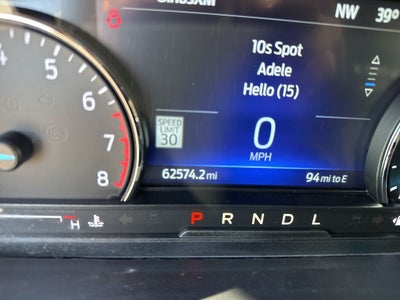 SiriusXM
NW 39°
10s Spot
Adele
Hello (15)
SPEED
LIMIT
30
0
MPH
62574.2 mi
94 mi to E
4
5
6
7
8
H
P R N D L